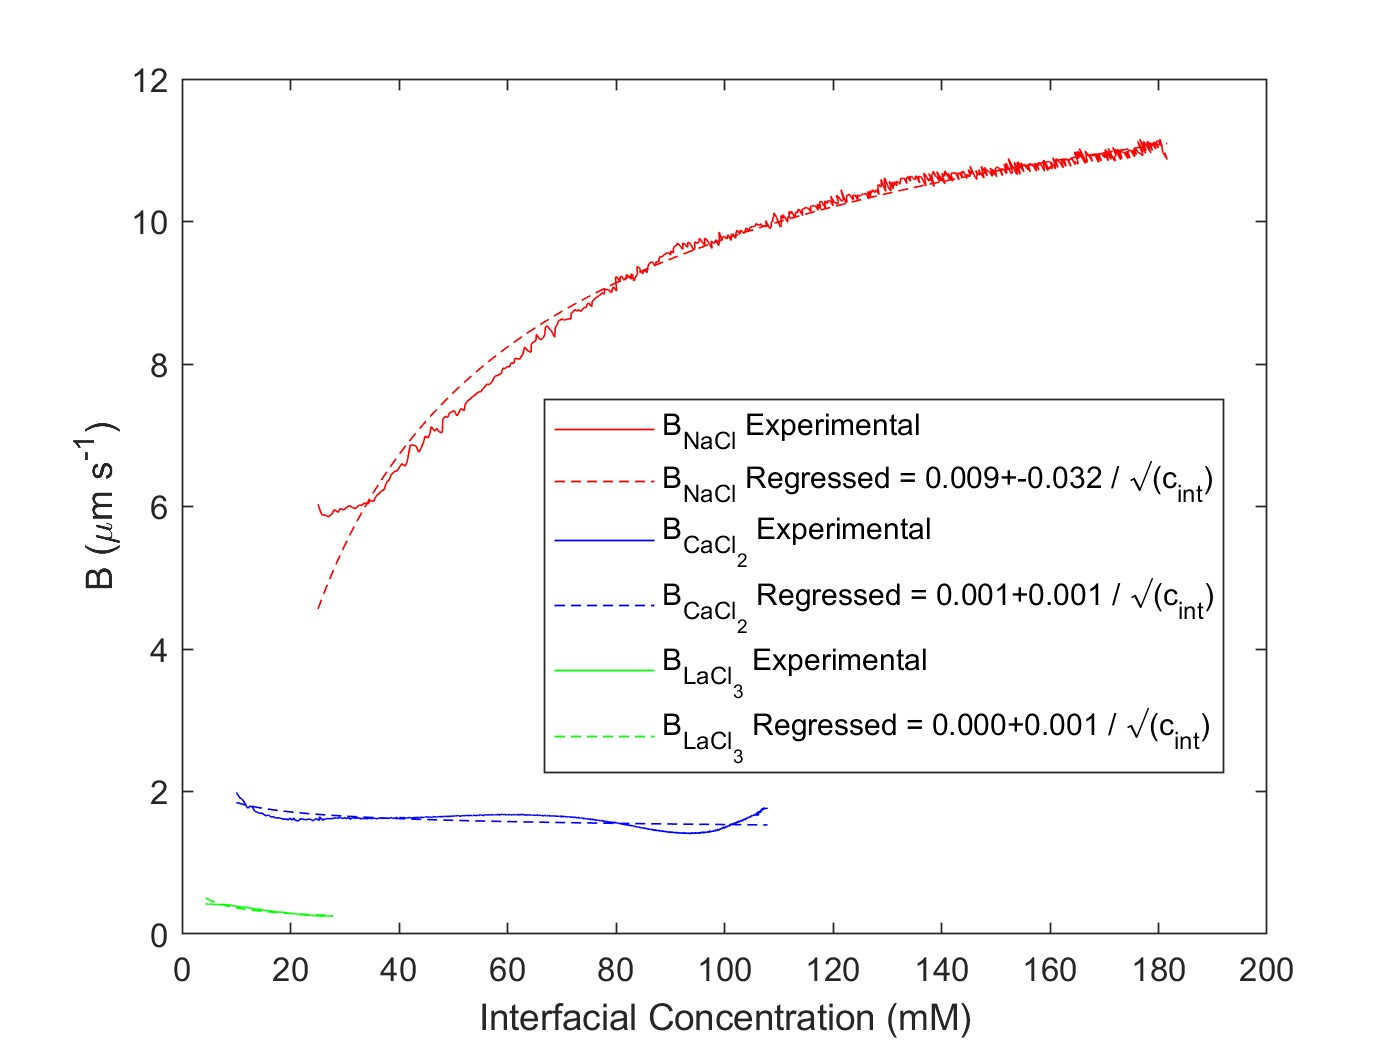 12
10
8
6
4
2
0
0 20 40 60 80 100 120 140 160 180 200
B (μm s-1)
Interfacial Concentration (mM)
BNaCl Experimental
BNaCl Regressed = 0.009+-0.032 / √(cint)
BCaCl2 Experimental
BCaCl2 Regressed = 0.001+0.001 / √(cint)
BLaCl3 Experimental
BLaCl3 Regressed = 0.000+0.001 / √(cint)